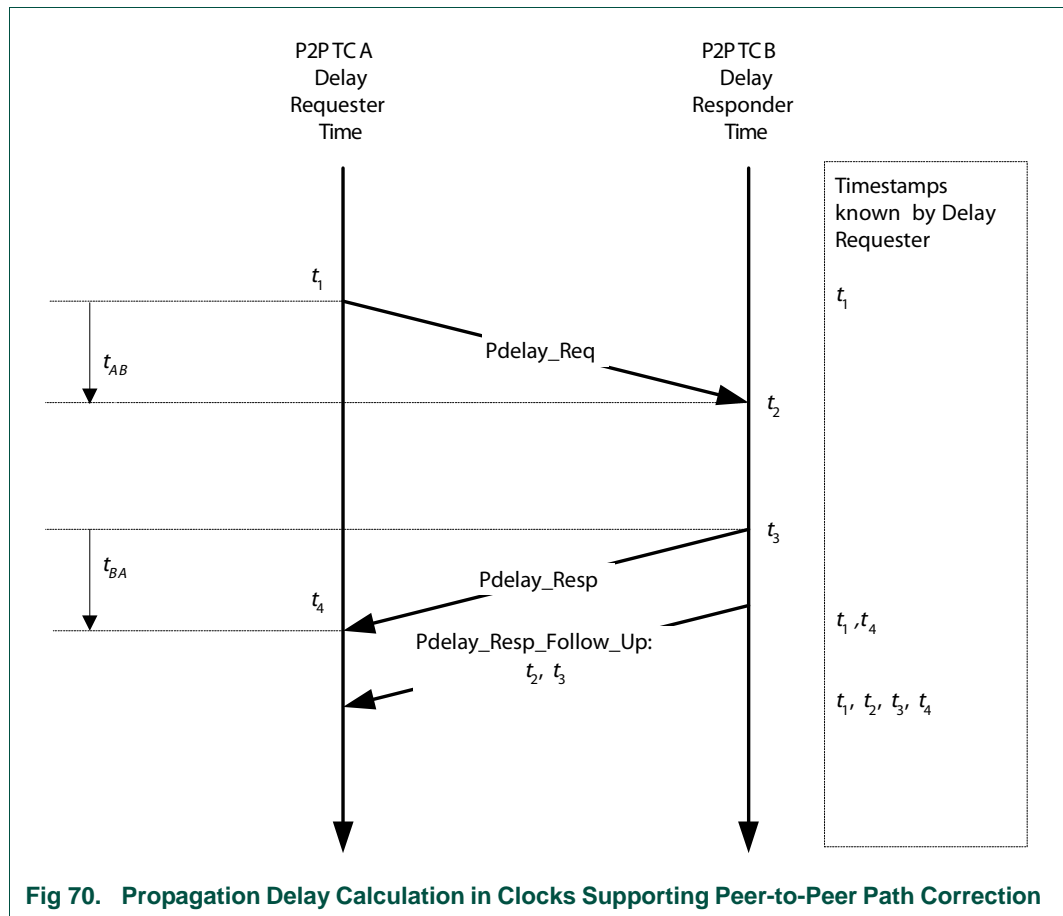 P2P TC A
Delay
Requester
Time
P2P TC B
Delay
Responder
Time
Timestamps
known by Delay
Requester
t1
t1
Pdelay_Req
tAB
t2
t3
tBA
Pdelay_Resp
t4
t1 ,t4
Pdelay_Resp_Follow_Up:
t2, t3
t1, t2, t3, t4
Fig 70. Propagation Delay Calculation in Clocks Supporting Peer-to-Peer Path Correction